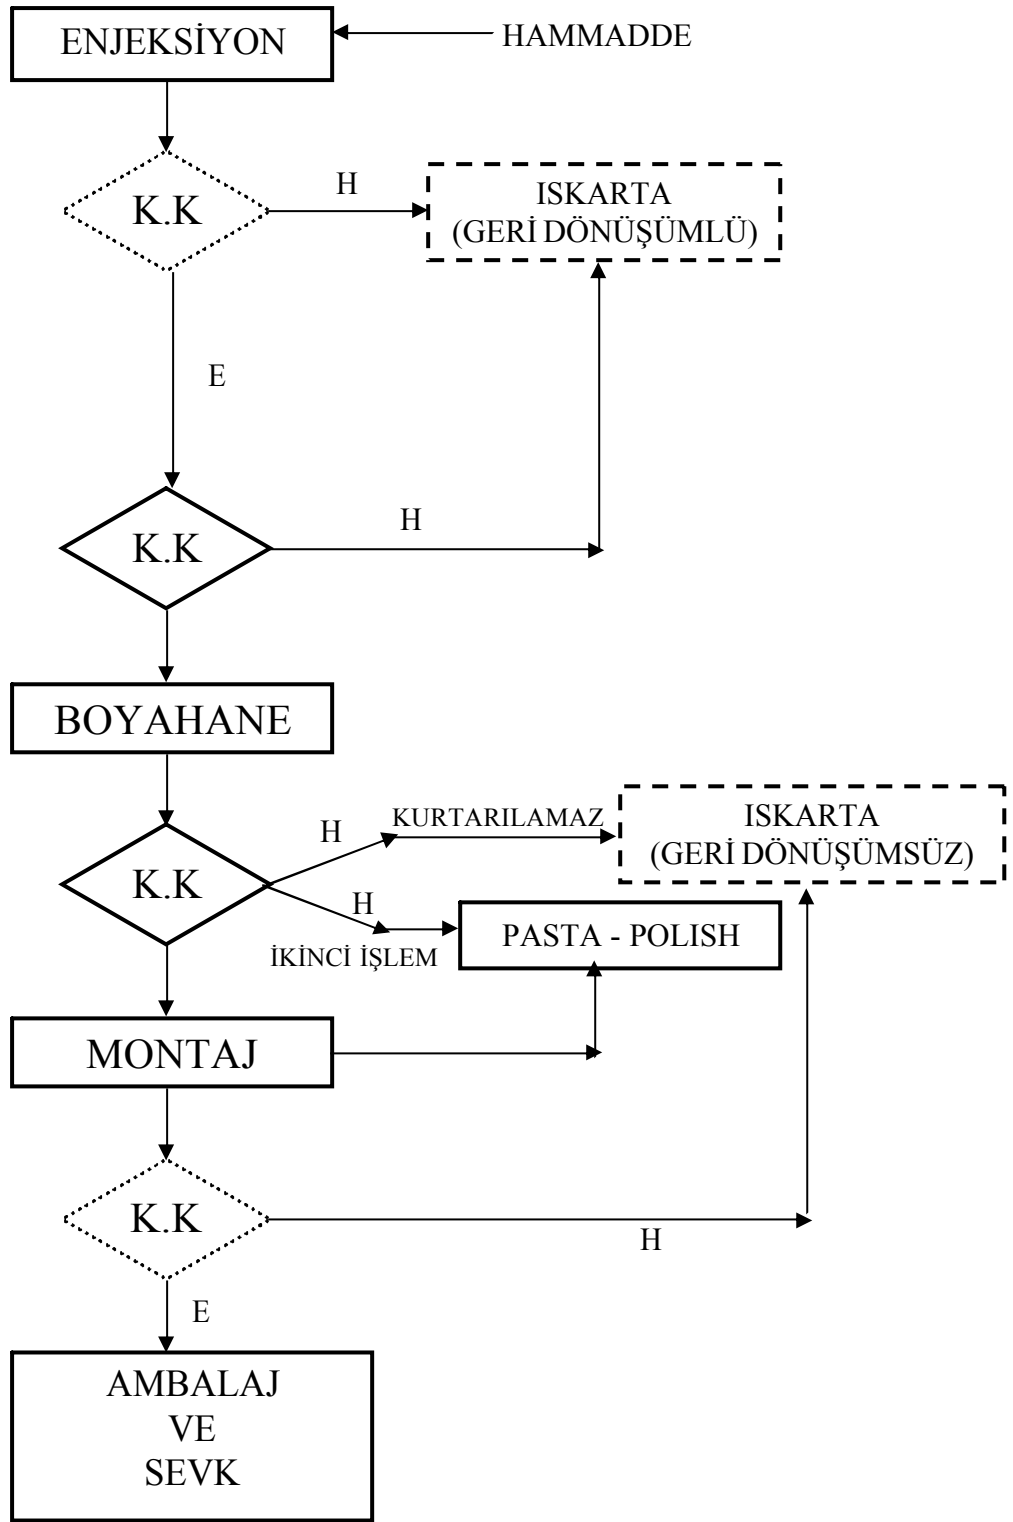 ENJEKSİYON
HAMMADDE
K.K
H
ISKARTA
(GERİ DÖNÜŞÜMLÜ)
E
K.K
H
BOYAHANE
K.K
H
KURTARILAMAZ
ISKARTA
(GERİ DÖNÜŞÜMSÜZ)
H
İKİNCİ İŞLEM
PASTA - POLISH
MONTAJ
K.K
H
E
AMBALAJ
VE
SEVK